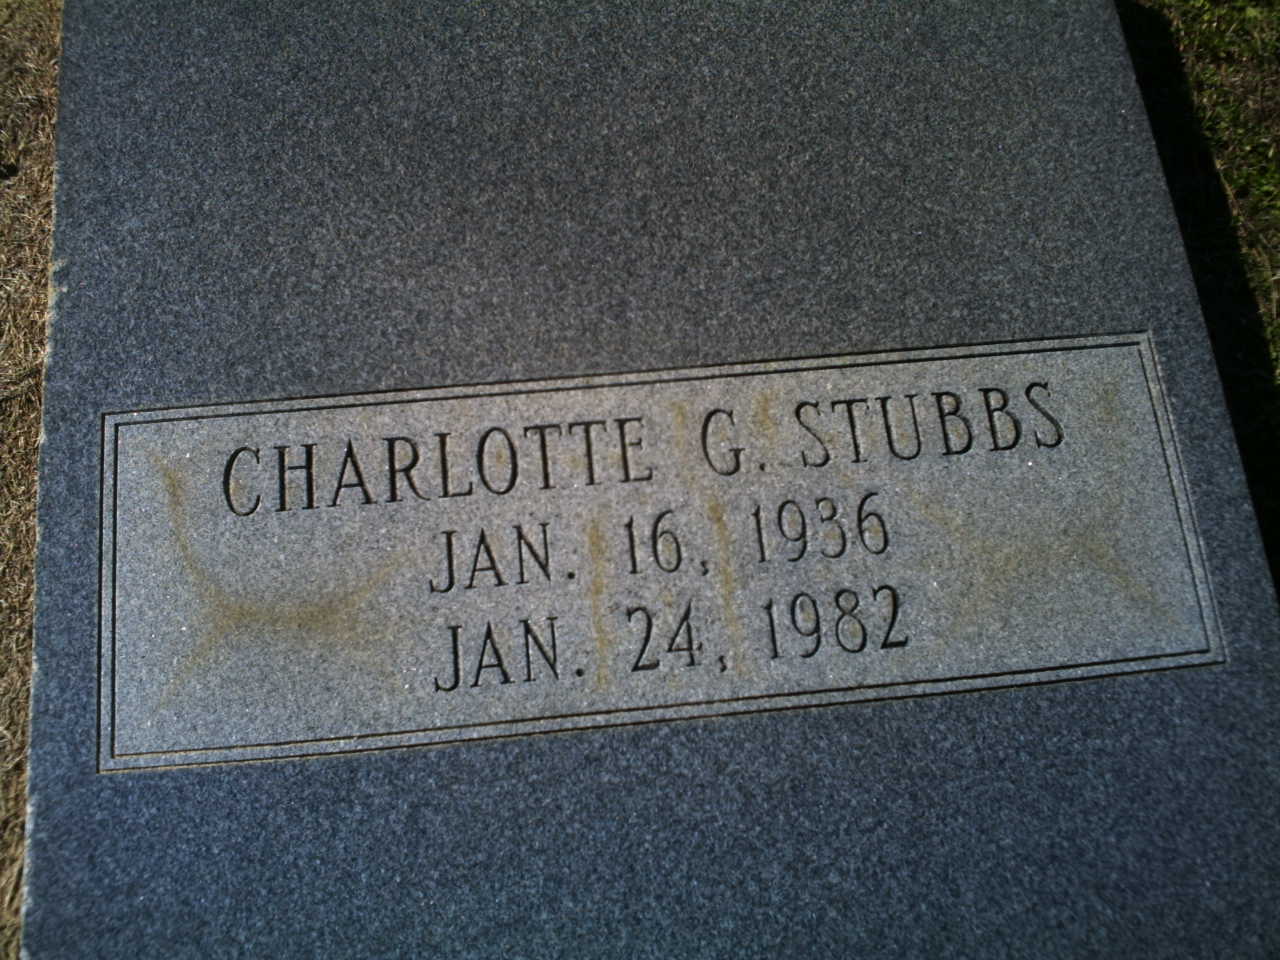 CHARLOTTE G. STUBBS
JAN. 16, 1936
JAN. 24, 1982